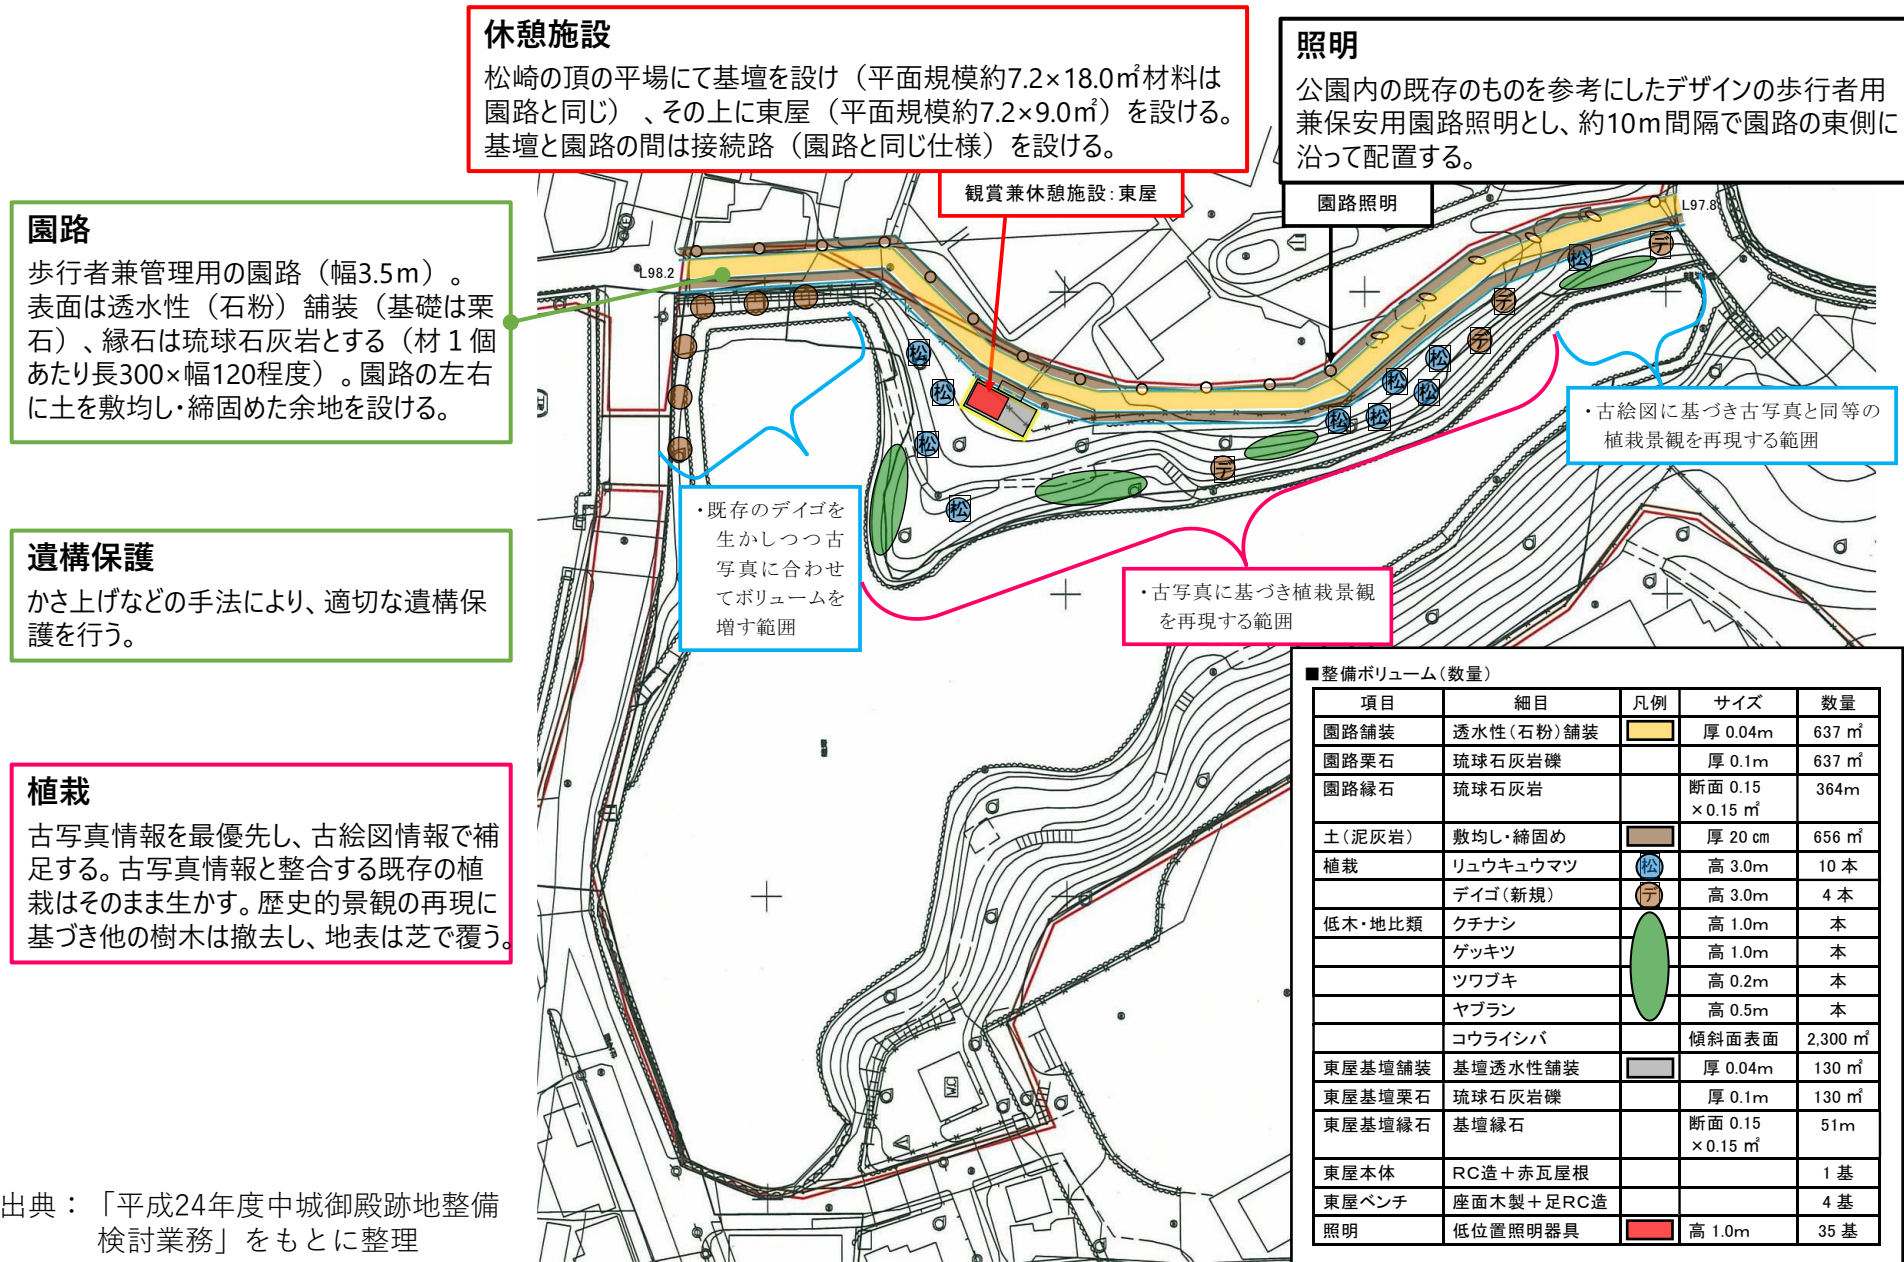 休憩施設
松崎の頂の平場にて基壇を設け（平面規模約7.2×18.0㎡材料は
園路と同じ）、その上に東屋（平面規模約7.2×9.0㎡）を設ける。
基壇と園路の間は接続路（園路と同じ仕様）を設ける。
照明
公園内の既存のものを参考にしたデザインの歩行者用
兼保安用園路照明とし、約10ｍ間隔で園路の東側に
沿って配置する。
観賞兼休憩施設：東屋
園路照明
園路
歩行者兼管理用の園路（幅3.5ｍ）。
表面は透水性（石粉）舗装（基礎は栗
石）、縁石は琉球石灰岩とする（材１個
あたり長300×幅120程度）。園路の左右
に土を敷均し・締固めた余地を設ける。
L98.2
L97.8
デ
松
デ
松
デ
松
松
松
松
松
松
松
松
デ
松
・古絵図に基づき古写真と同等の
植栽景観を再現する範囲
・既存のデイゴを
生かしつつ古
写真に合わせ
てボリュームを
増す範囲
・古写真に基づき植栽景観
を再現する範囲
遺構保護
かさ上げなどの手法により、適切な遺構保
護を行う。
植栽
古写真情報を最優先し、古絵図情報で補
足する。古写真情報と整合する既存の植
栽はそのまま生かす。歴史的景観の再現に
基づき他の樹木は撤去し、地表は芝で覆う。
W.C
■整備ボリューム（数量）
項目 細目 凡例 サイズ 数量
園路舗装 透水性（石粉）舗装 厚 0.04ｍ 637 ㎡
園路栗石 琉球石灰岩礫 厚 0.1ｍ 637 ㎡
園路縁石 琉球石灰岩 断面 0.15 364ｍ
×0.15 ㎡
土（泥灰岩） 敷均し・締固め 厚 20 ㎝ 656 ㎡
植栽 リュウキュウマツ 松 高 3.0ｍ 10 本
デイゴ（新規） デ 高 3.0ｍ 4 本
低木・地比類 クチナシ 高 1.0ｍ 本
ゲッキツ 高 1.0ｍ 本
ツワブキ 高 0.2ｍ 本
ヤブラン 高 0.5ｍ 本
コウライシバ 傾斜面表面 2,300 ㎡
東屋基壇舗装 基壇透水性舗装 厚 0.04ｍ 130 ㎡
東屋基壇栗石 琉球石灰岩礫 厚 0.1ｍ 130 ㎡
東屋基壇縁石 基壇縁石 断面 0.15 51ｍ
×0.15 ㎡
東屋本体 RC造＋赤瓦屋根 1 基
東屋ベンチ 座面木製＋足RC造 4 基
照明 低位置照明器具 高 1.0ｍ 35 基
出典：「平成24年度中城御殿跡地整備
検討業務」をもとに整理